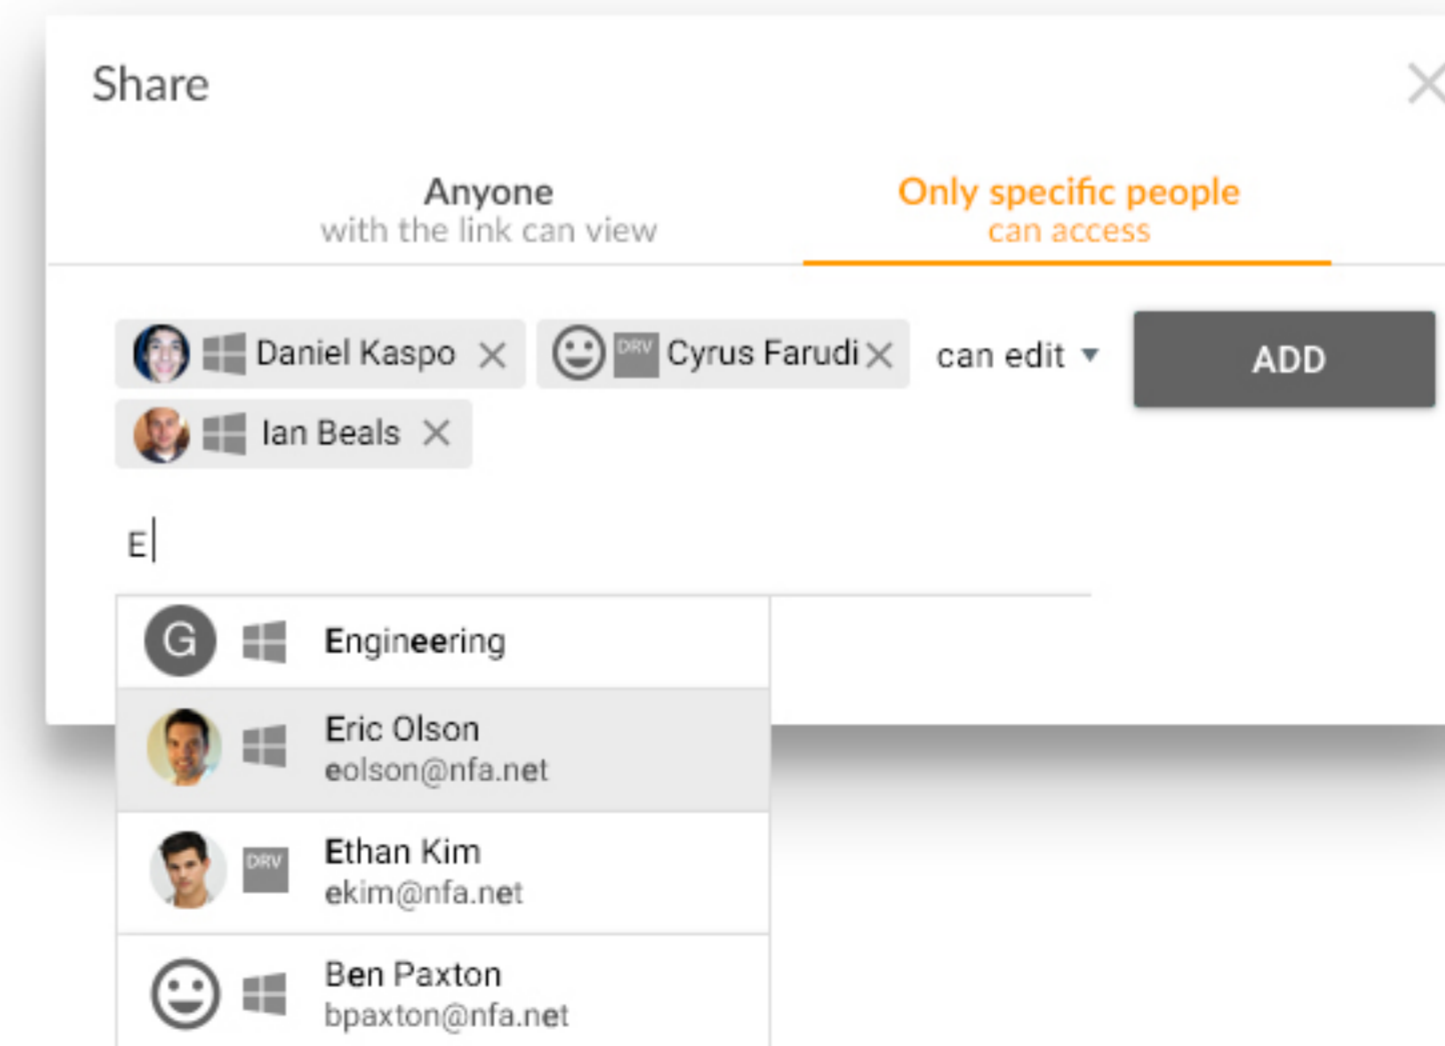 Share
Anyone
with the link can view
Only specific people
can access
Daniel Kaspo
DRV Cyrus Farudi
can edit
ADD
Ian Beals
E
G Engineering
Eric Olson
eolson@nfa.net
DRV Ethan Kim
ekim@nfa.net
Ben Paxton
bpaxton@nfa.net